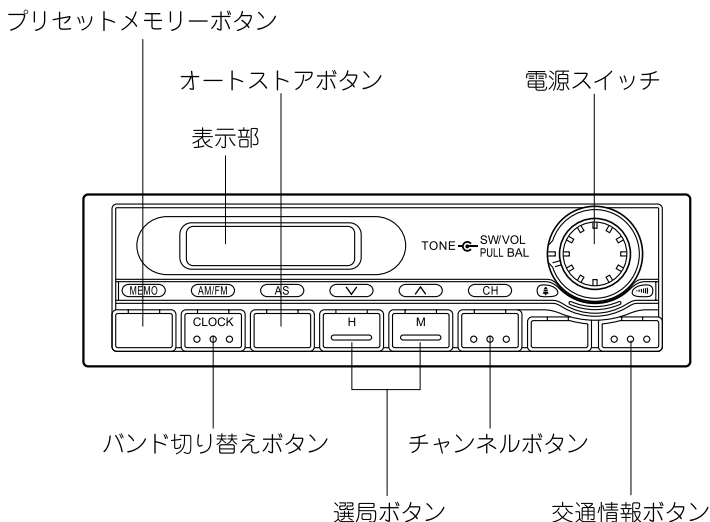 プリセットメモリーボタン
オートストアボタン
電源スイッチ
表示部
TONE SW/VOL
PULL BAL
MEMO AM/FM AS CH
CLOCK H M
バンド切り替えボタン
チャンネルボタン
選局ボタン
交通情報ボタン